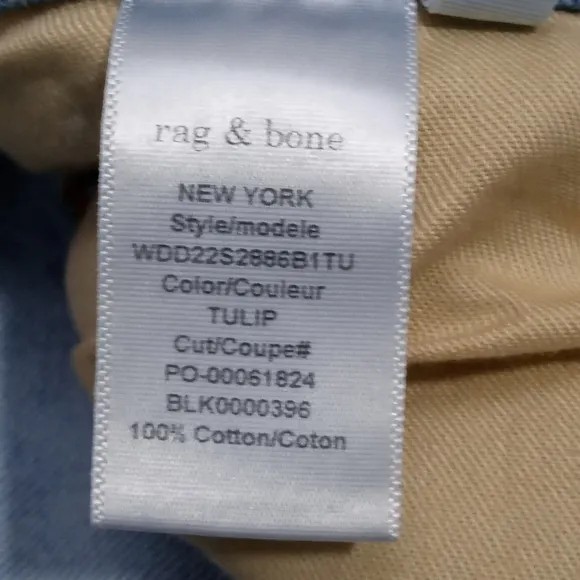 rag & bone
NEW YORK
Style/modele
WDD22S2886B1TU
Color/Couleur
TULIP
Cut/Coupe#
PO-00061824
BLK0000396
100% Cotton/Coton